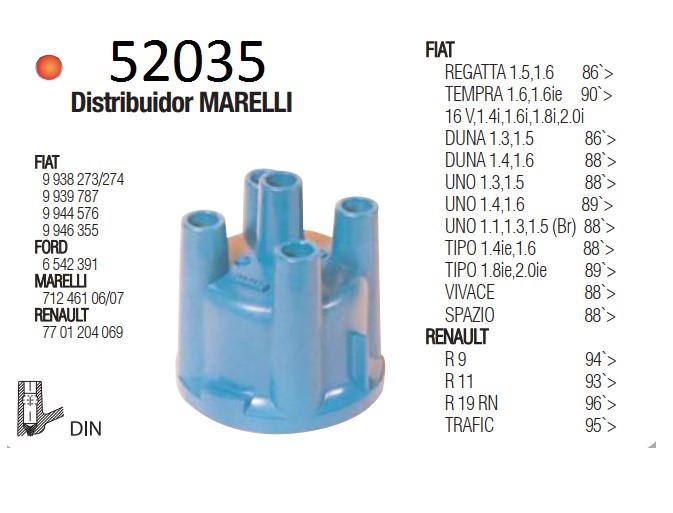 52035
Distribuidor MARELLI
FIAT
9 938 273/274
9 939 787
9 944 576
9 946 355
FORD
6 542 391
MARELLI
712 461 06/07
RENAULT
77 01 204 069
DIN
FIAT
REGATTA 1.5,1.6 86`>
TEMPRA 1.6,1.6ie 90`>
16 V,1.4i,1.6i,1.8i,2.0i
DUNA 1.3,1.5 86`>
DUNA 1.4,1.6 88`>
UNO 1.3,1.5 88`>
UNO 1.4,1.6 89`>
UNO 1.1,1.3,1.5 (Br) 88`>
TIPO 1.4ie,1.6 88`>
TIPO 1.8ie,2.0ie 89`>
VIVACE 88`>
SPAZIO 88`>
RENAULT
R 9 94`>
R 11 93`>
R 19 RN 96`>
TRAFIC 95`>